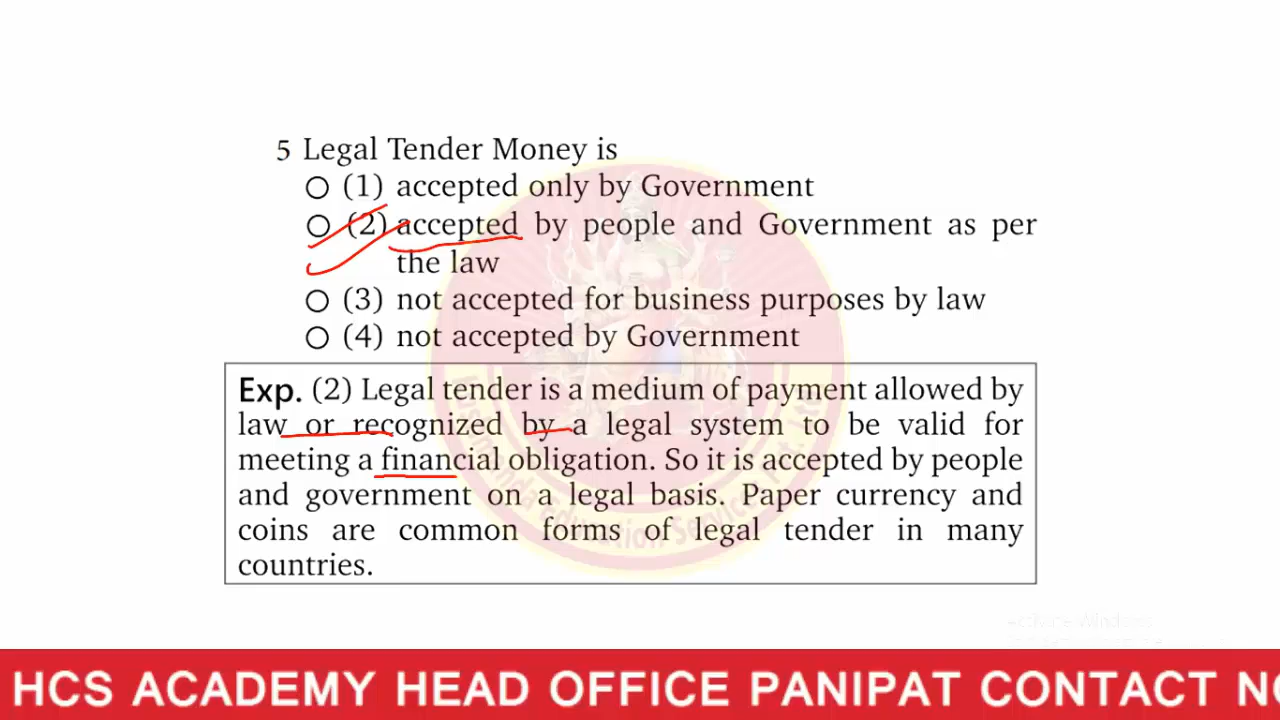 5 Legal Tender Money is
(1) accepted only by Government
(2) accepted by people and Government as per
the law
(3) not accepted for business purposes by law
(4) not accepted by Government
Exp. (2) Legal tender is a medium of payment allowed by
law or recognized by a legal system to be valid for
meeting a financial obligation. So it is accepted by people
and government on a legal basis. Paper currency and
coins are common forms of legal tender in many
countries.
Activate Windows
HCS ACADEMY HEAD OFFICE PANIPAT CONTACT NO